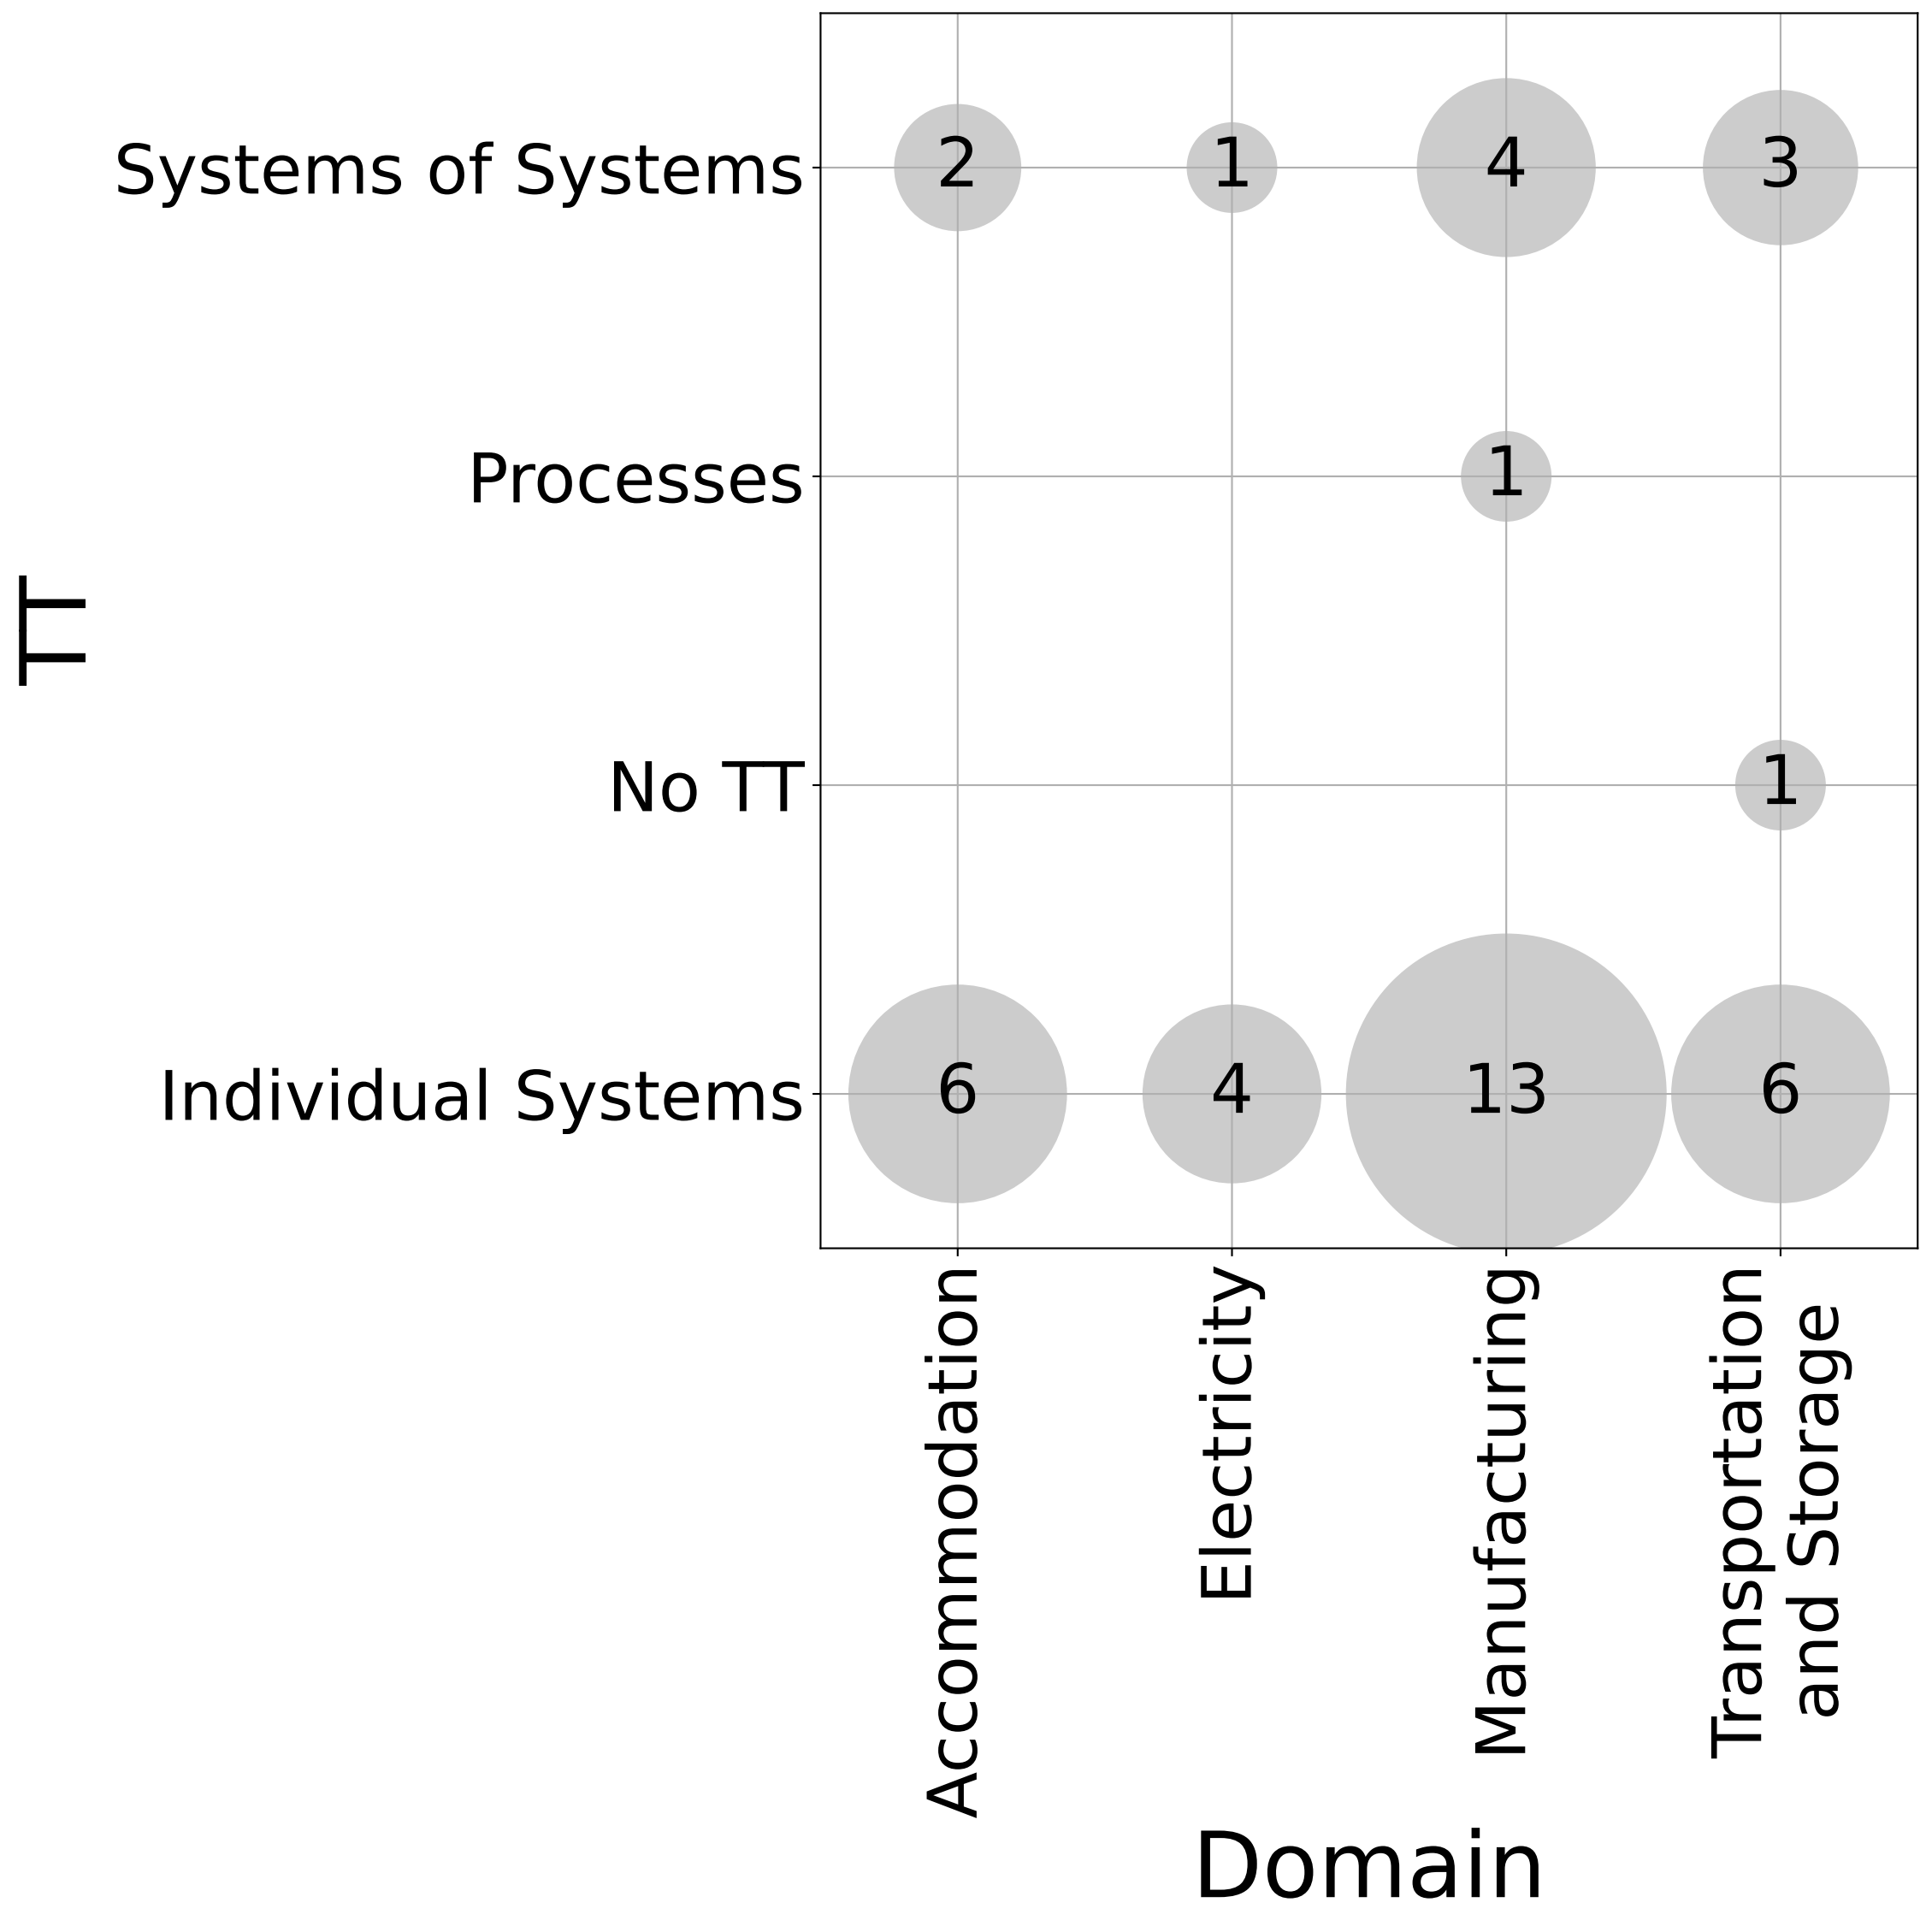 TT
Systems of Systems
2
1
4
3
Processes
1
No TT
1
Individual Systems
6
4
13
6
Accommodation
Electricity
Manufacturing
Transportation
and Storage
Domain